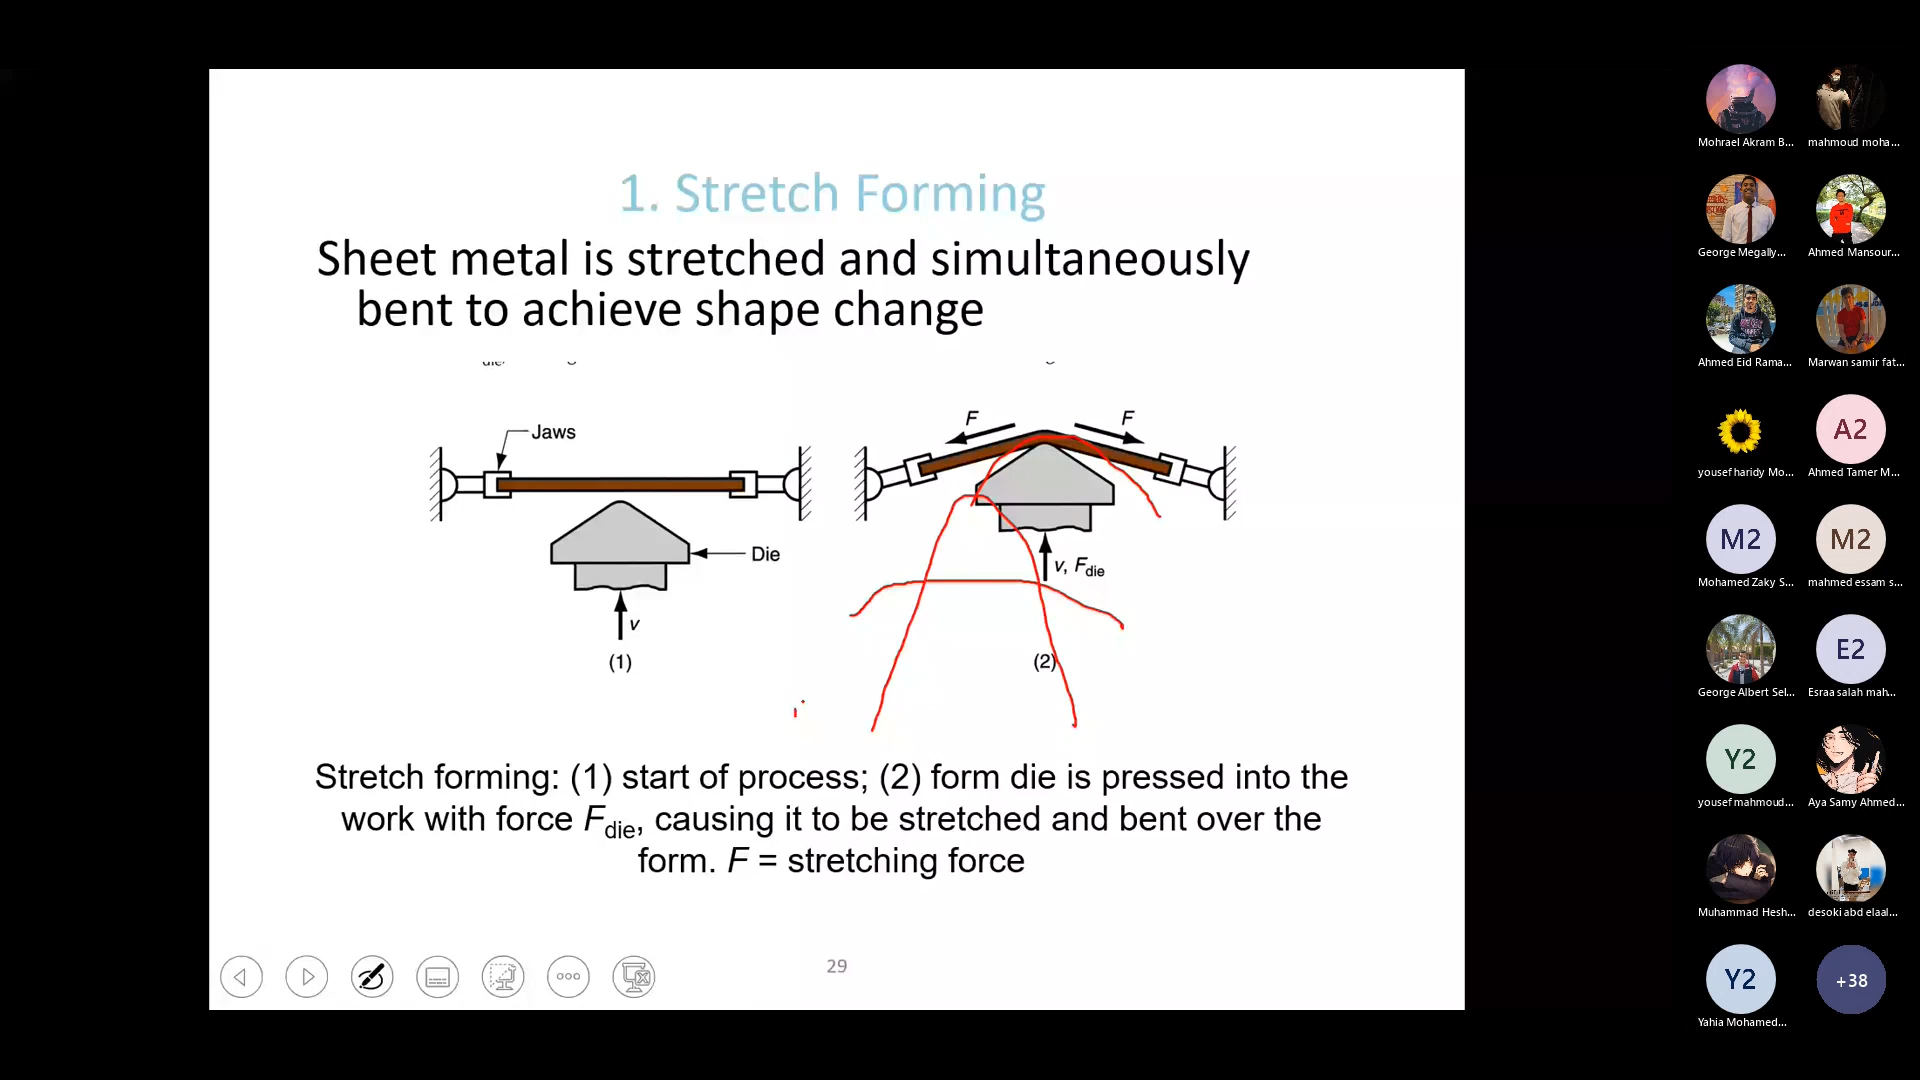 1. Stretch Forming
Sheet metal is stretched and simultaneously
bent to achieve shape change
die,
Jaws
Die
v
(1)
F
F
v, Fdie
(2)
Stretch forming: (1) start of process; (2) form die is pressed into the
work with force Fdie, causing it to be stretched and bent over the
form. F = stretching force
29
Mohrael Akram B...
mahmoud moha...
George Megally...
Ahmed Mansour...
Ahmed Eid Rama...
Marwan samir fat...
yousef haridy Mo...
A2
Ahmed Tamer M...
M2
Mohamed Zaky S...
M2
mahmed essam s...
George Albert Sel...
E2
Esraa salah mah...
Y2
yousef mahmoud...
Aya Samy Ahmed...
Muhammad Hesh...
desoki abd elaal...
Y2
Yahia Mohamed...
+38